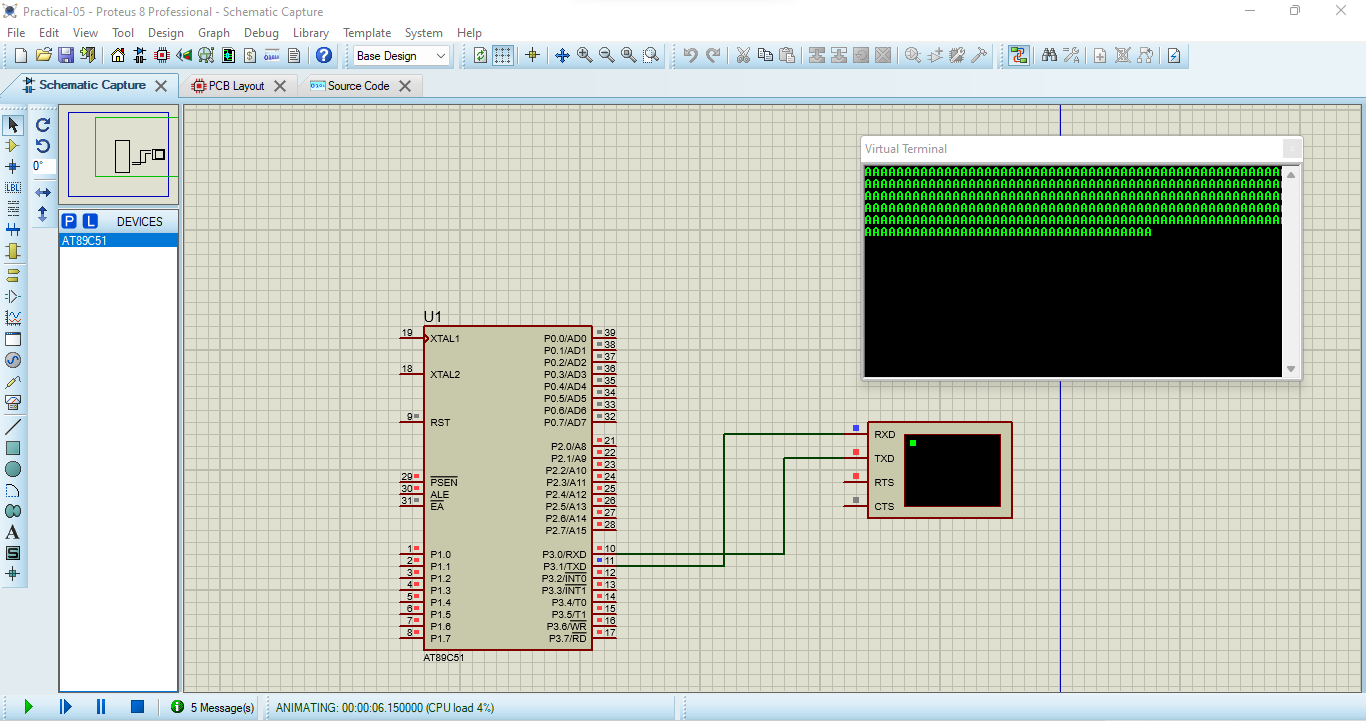 Practical-05 - Proteus 8 Professional - Schematic Capture
File Edit View Tool Design Graph Debug Library Template System Help
Base Design
Schematic Capture
PCB Layout
Source Code
0°
LBL
P L DEVICES
AT89C51
Virtual Terminal
U1
19 XTAL1
18 XTAL2
9 RST
29 PSEN
30 ALE
31 EA
1 P1.0
2 P1.1
3 P1.2
4 P1.3
5 P1.4
6 P1.5
7 P1.6
8 P1.7
P0.0/AD0 39
P0.1/AD1 38
P0.2/AD2 37
P0.3/AD3 36
P0.4/AD4 35
P0.5/AD5 34
P0.6/AD6 33
P0.7/AD7 32
P2.0/A8 21
P2.1/A9 22
P2.2/A10 23
P2.3/A11 24
P2.4/A12 25
P2.5/A13 26
P2.6/A14 27
P2.7/A15 28
P3.0/RXD 10
P3.1/TXD 11
P3.2/INT0 12
P3.3/INT1 13
P3.4/T0 14
P3.5/T1 15
P3.6/WR 16
P3.7/RD 17
AT89C51
RXD
TXD
RTS
CTS
5 Message(s)
ANIMATING: 00:00:06.150000 (CPU load 4%)